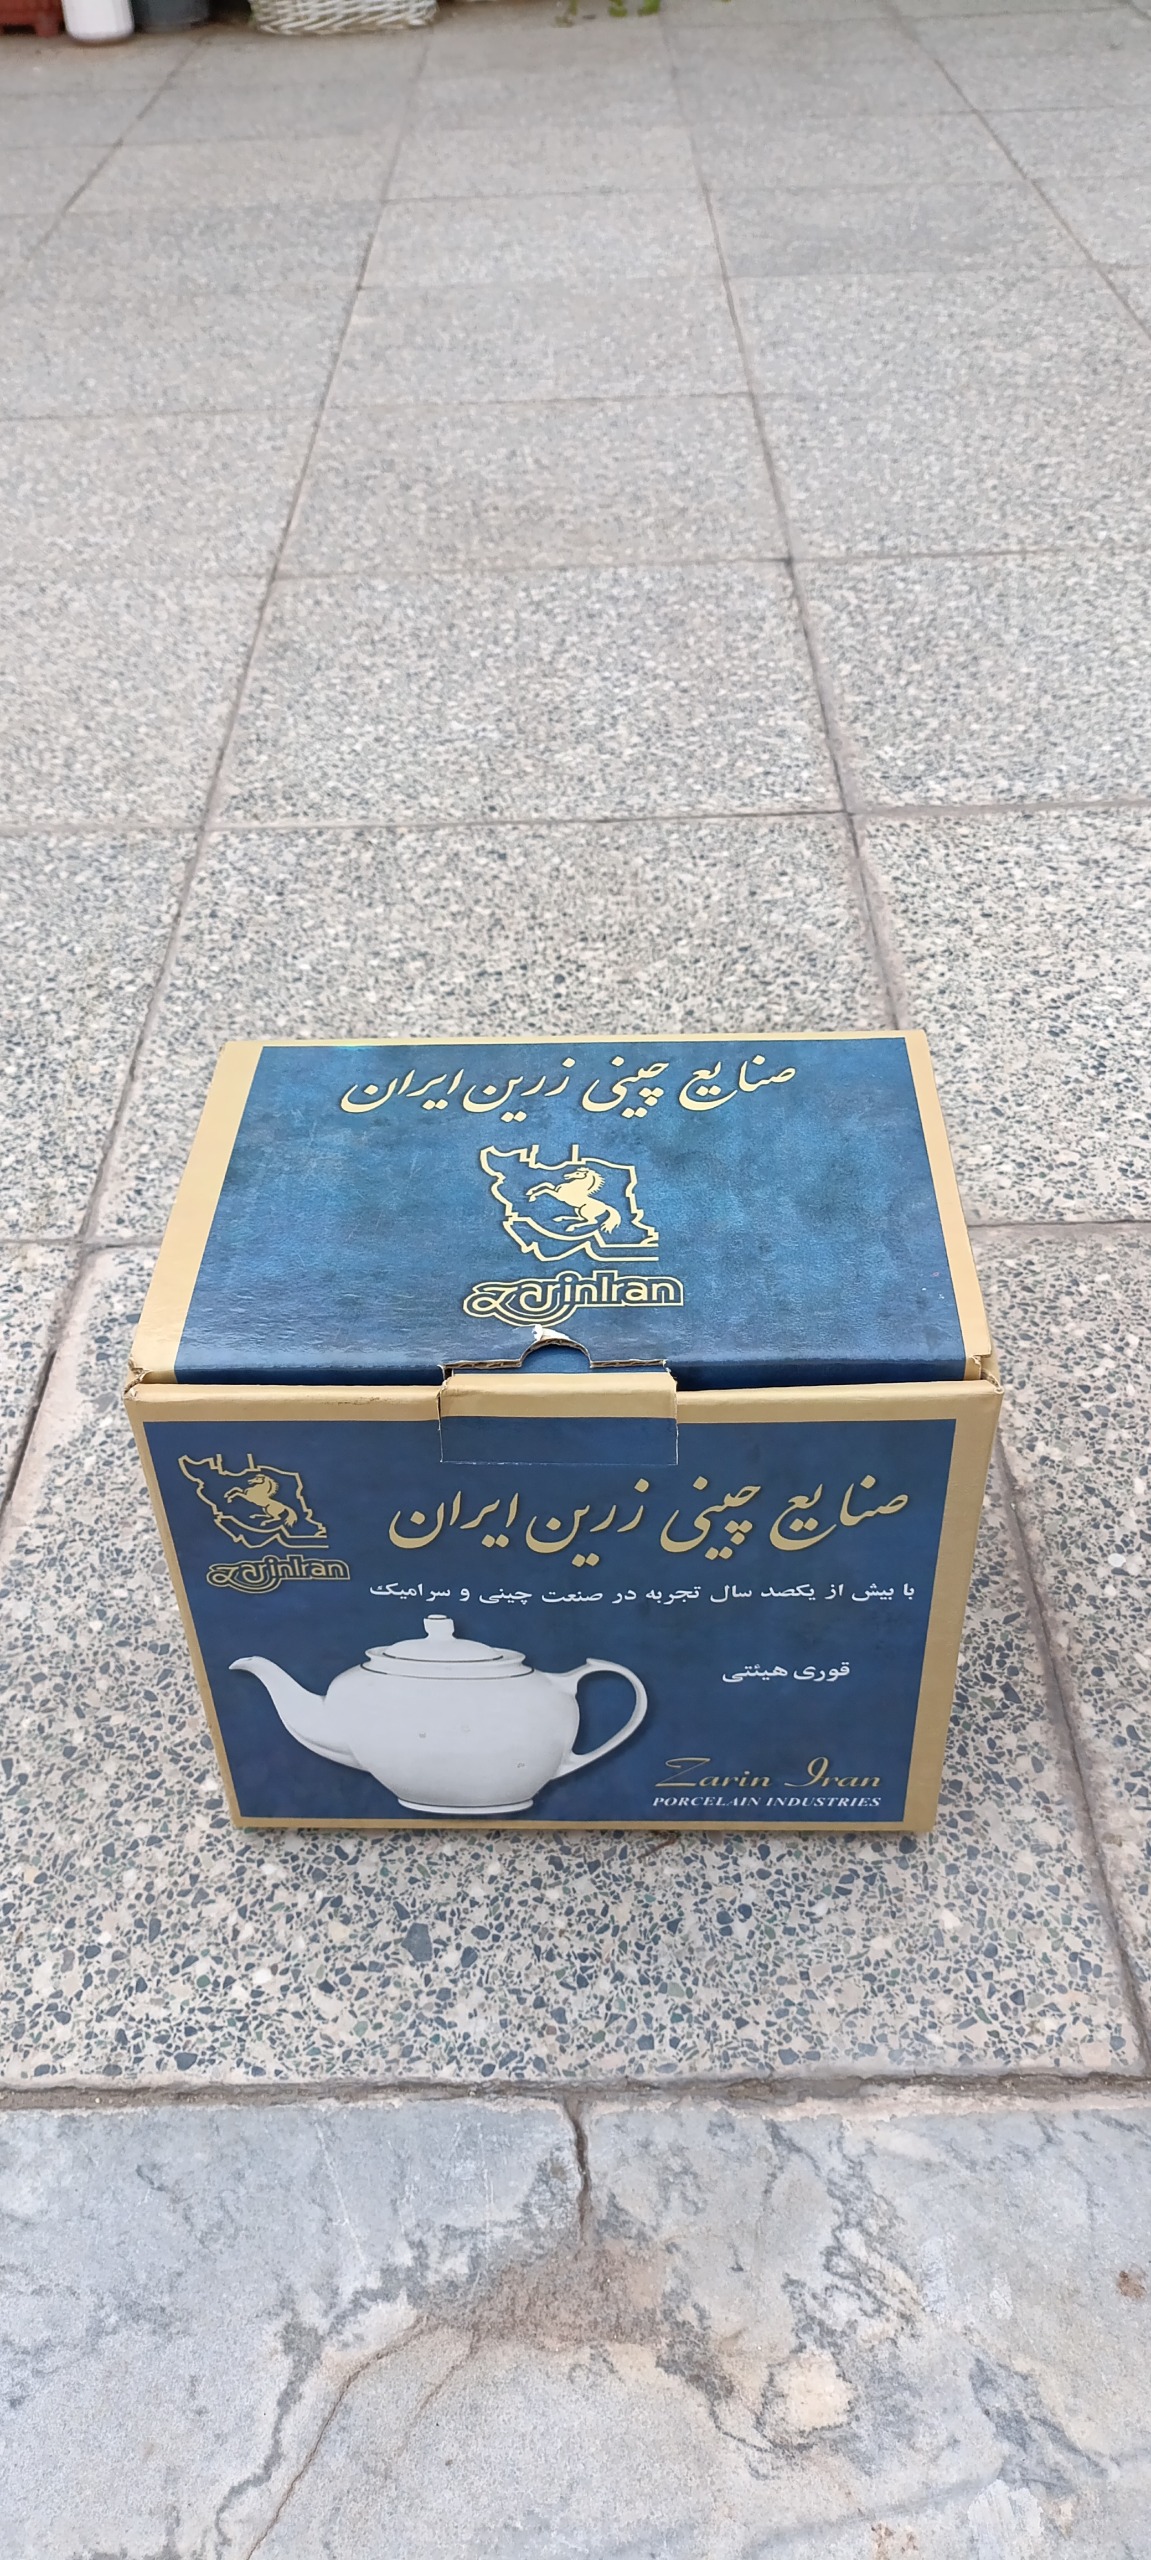 صنایع چینی زرین ایران
ZarinIran
صنایع چینی زرین ایران
ZarinIran
با بیش از یکصد سال تجربه در صنعت چینی و سرامیک
قوری هیئتی
Zarin Iran
PORCELAIN INDUSTRIES